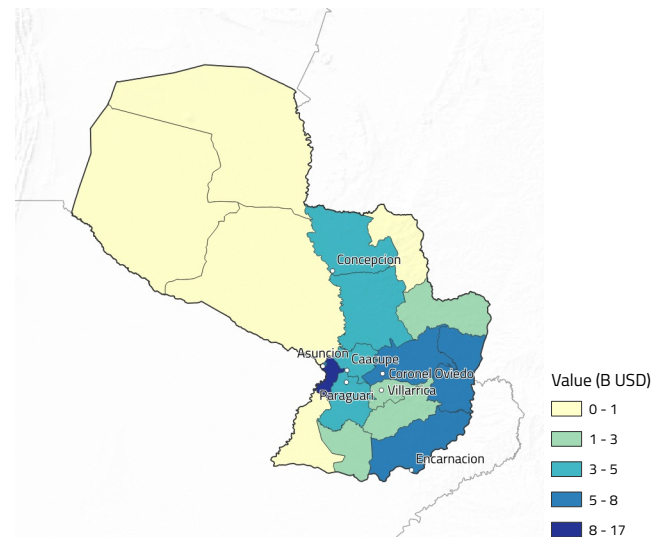 Concepcion
Asuncion
Caacupe
Coronel Oviedo
Paraguari
Villarrica
Encarnacion
Value (B USD)
0 - 1
1 - 3
3 - 5
5 - 8
8 - 17